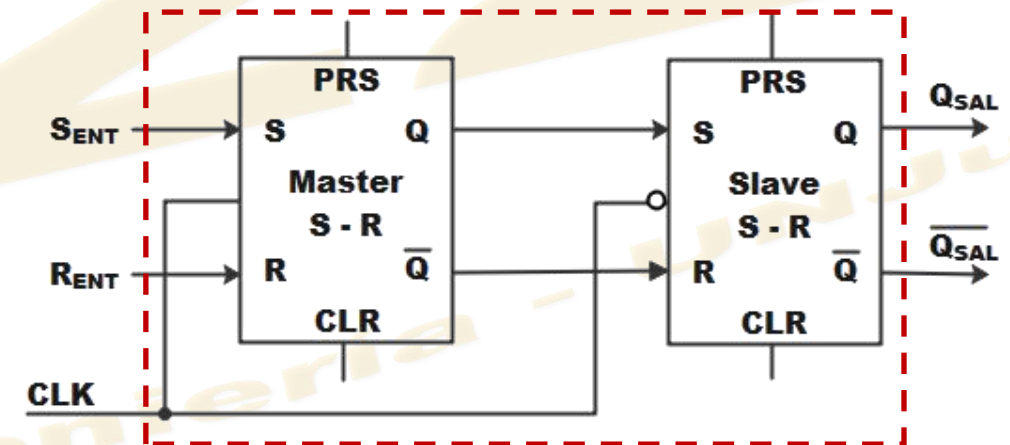 PRS
PRS
S_ENT
S
Q
S
Q
Q_SAL
Master
S - R
Slave
S - R
R_ENT
R
Q̅
R
Q̅
Q̅_SAL
CLR
CLR
CLK